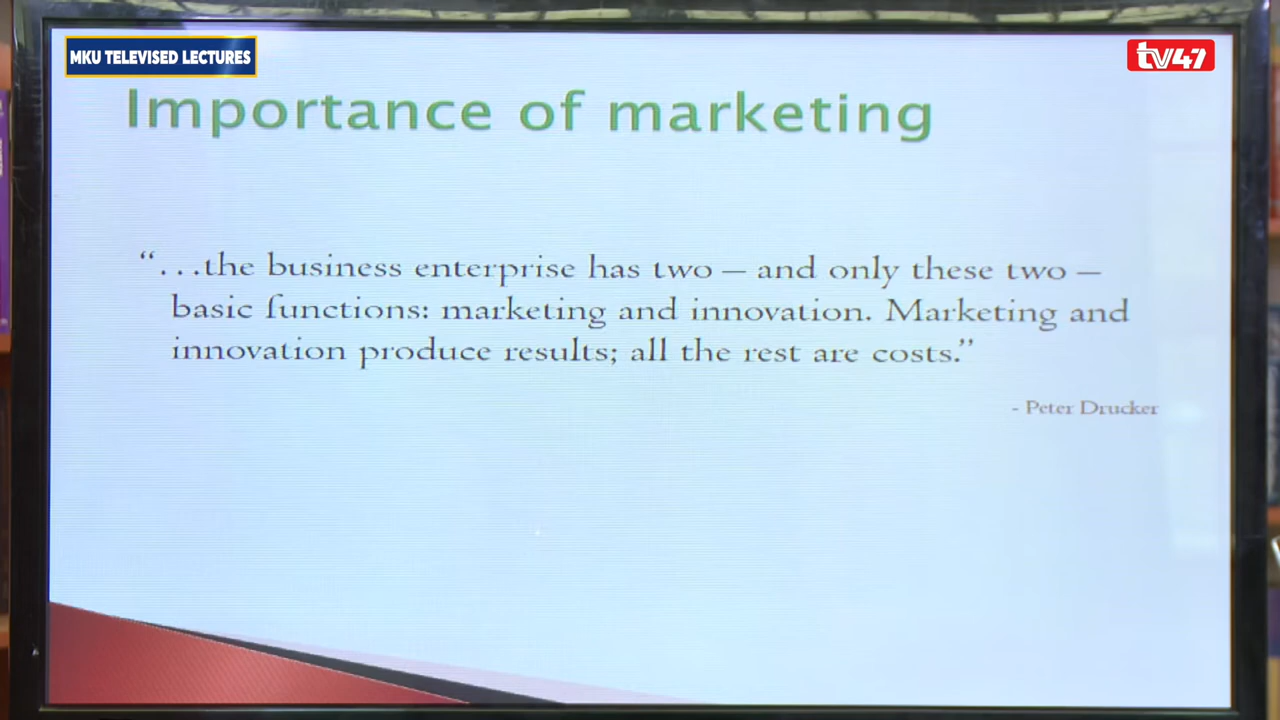 MKU TELEVISED LECTURES
tv47
Importance of marketing
“...the business enterprise has two – and only these two –
basic functions: marketing and innovation. Marketing and
innovation produce results; all the rest are costs.”
- Peter Drucker